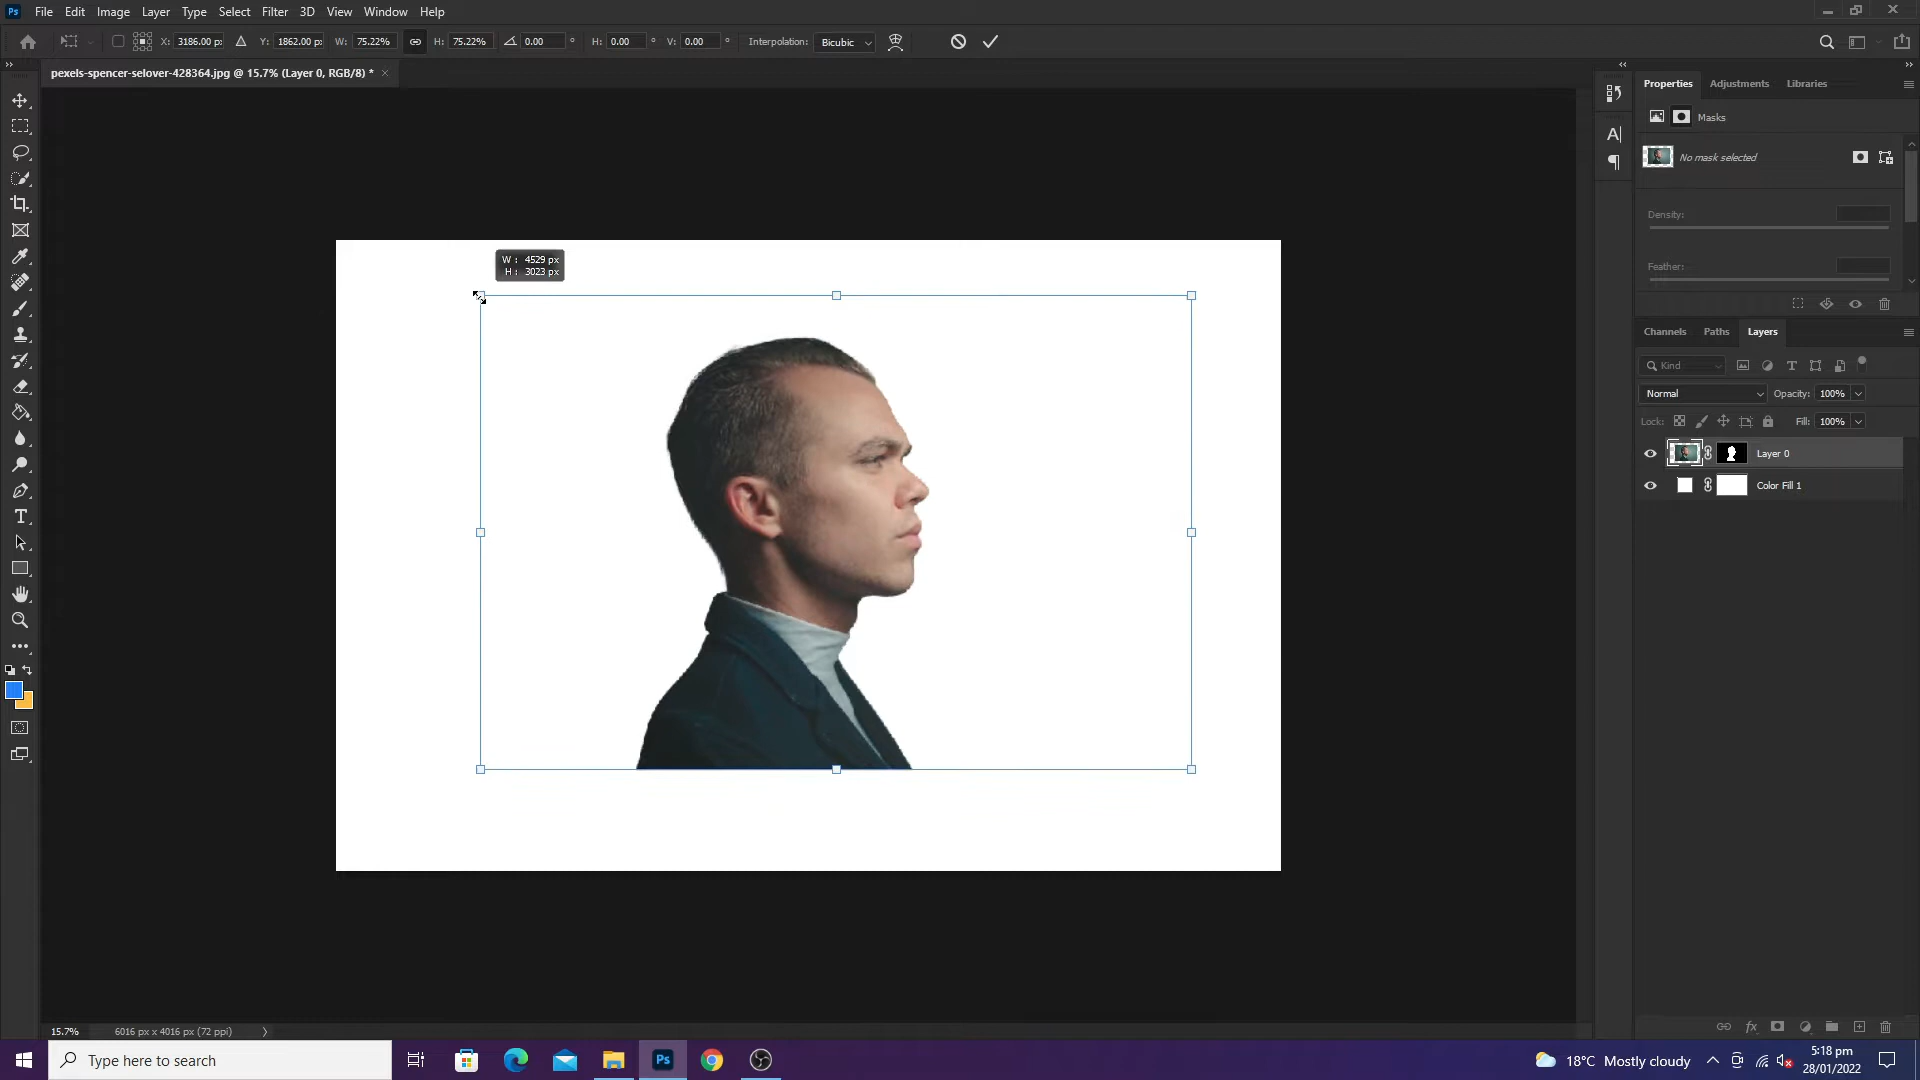 Ps File Edit Image Layer Type Select Filter 3D View Window Help
X: 3186.00 px Y: 1862.00 px W: 75.22% H: 75.22% 0.00 ° H: 0.00 ° V: 0.00 ° Interpolation: Bicubic
pexels-spencer-selover-428364.jpg @ 15.7% (Layer 0, RGB/8) * ×
Properties Adjustments Libraries
Masks
No mask selected
Density:
Feather:
Channels Paths Layers
Kind
Normal Opacity: 100%
Lock: Fill: 100%
Layer 0
Color Fill 1
W : 4529 px
H : 3023 px
15.7% 6016 px x 4016 px (72 ppi)
Type here to search
Ps
18°C Mostly cloudy
5:18 pm
28/01/2022